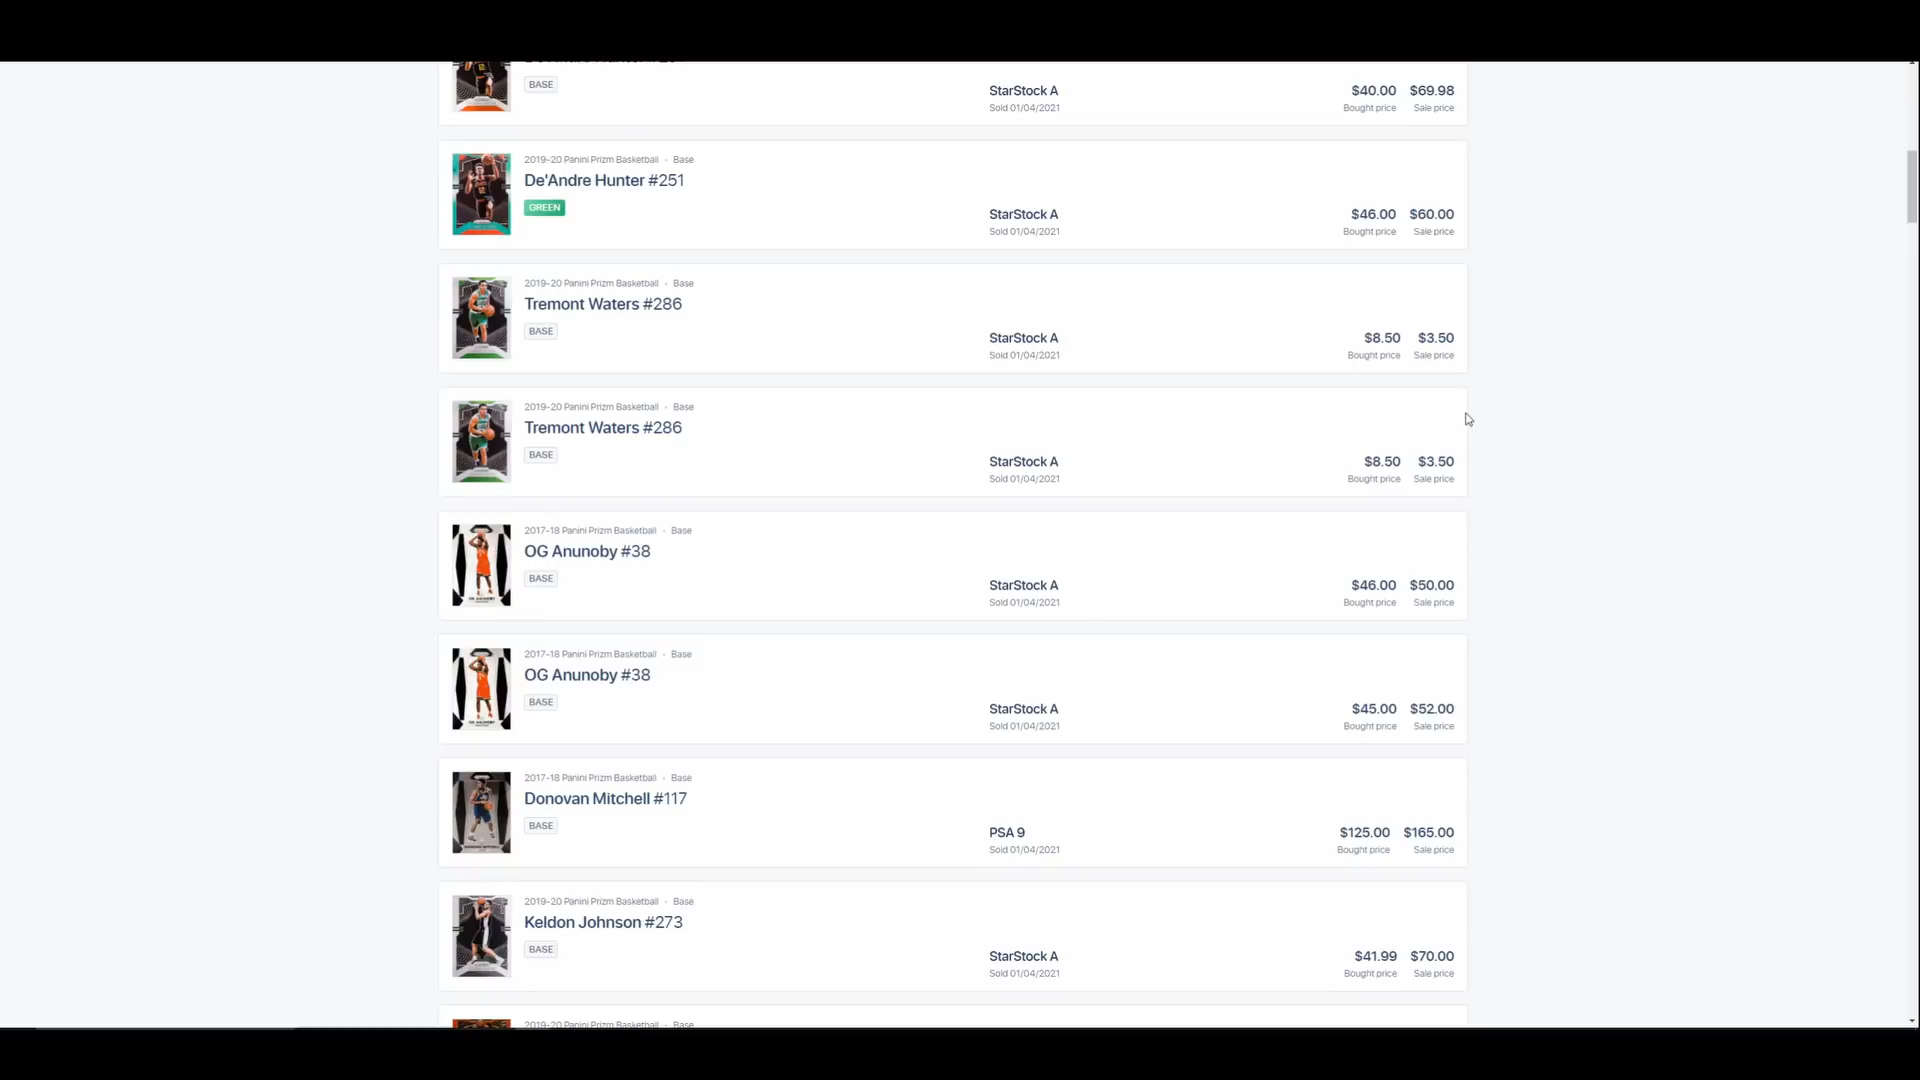 BASE
StarStock A
$40.00 $69.98
Sold 01/04/2021
Bought price Sale price
2019-20 Panini Prizm Basketball • Base
De'Andre Hunter #251
GREEN
StarStock A
$46.00 $60.00
Sold 01/04/2021
Bought price Sale price
2019-20 Panini Prizm Basketball • Base
Tremont Waters #286
BASE
StarStock A
$8.50 $3.50
Sold 01/04/2021
Bought price Sale price
2019-20 Panini Prizm Basketball • Base
Tremont Waters #286
BASE
StarStock A
$8.50 $3.50
Sold 01/04/2021
Bought price Sale price
2017-18 Panini Prizm Basketball • Base
OG Anunoby #38
BASE
StarStock A
$46.00 $50.00
Sold 01/04/2021
Bought price Sale price
2017-18 Panini Prizm Basketball • Base
OG Anunoby #38
BASE
StarStock A
$45.00 $52.00
Sold 01/04/2021
Bought price Sale price
2017-18 Panini Prizm Basketball • Base
Donovan Mitchell #117
BASE
PSA 9
$125.00 $165.00
Sold 01/04/2021
Bought price Sale price
2019-20 Panini Prizm Basketball • Base
Keldon Johnson #273
BASE
StarStock A
$41.99 $70.00
Sold 01/04/2021
Bought price Sale price
2019-20 Panini Prizm Basketball • Base